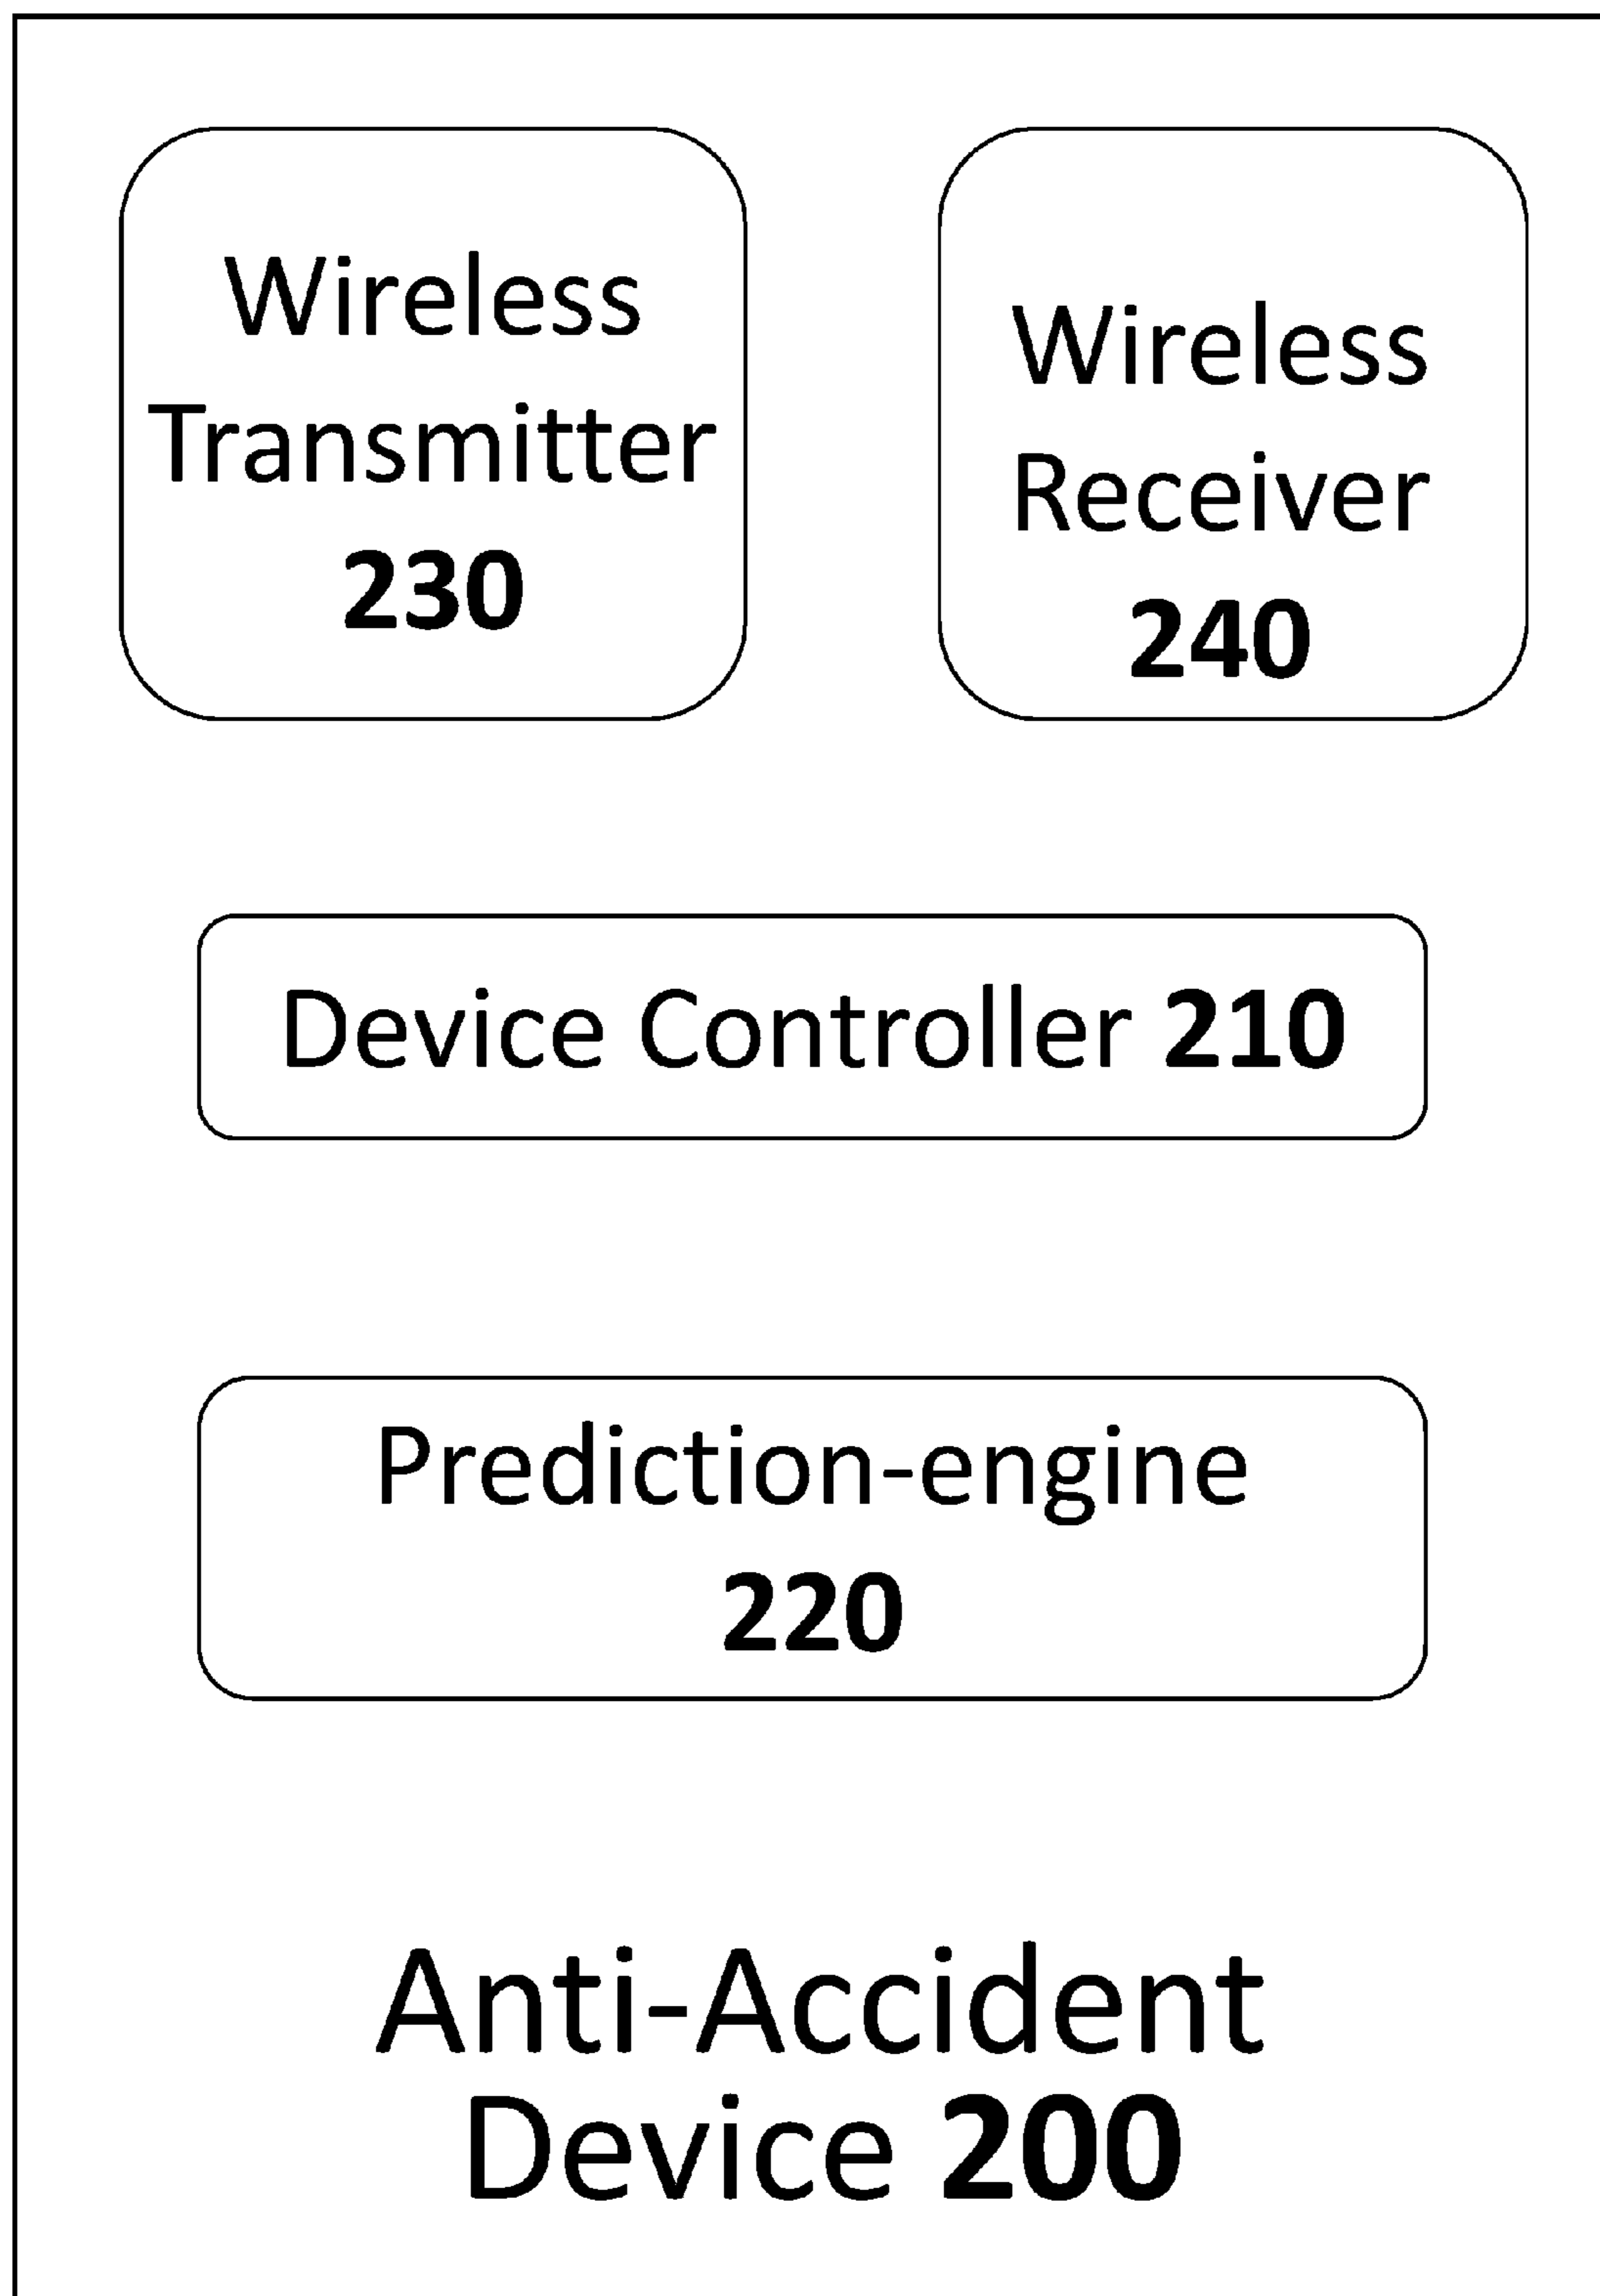 Wireless
Transmitter
230
Wireless
Receiver
240
Device Controller 210
Prediction-engine
220
Anti-Accident
Device 200